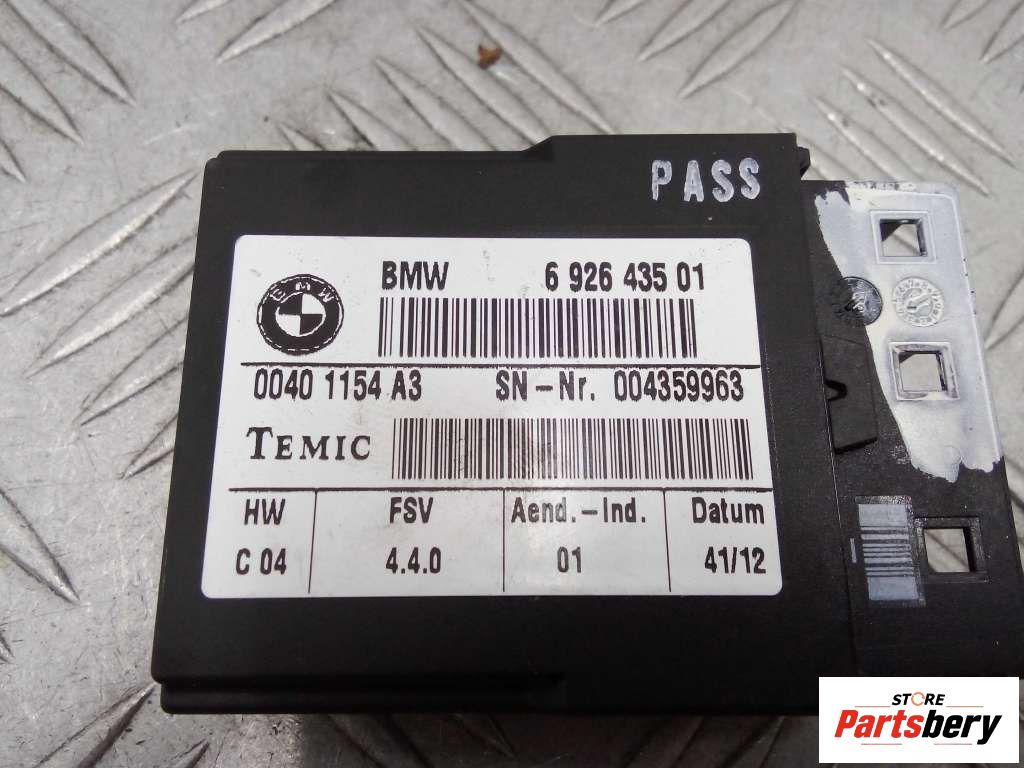 PASS
BMW 6 926 435 01
BMW
0040 1154 A3 SN-Nr. 004359963
TEMIC
HW FSV Aend.-Ind. Datum
C 04 4.4.0 01 41/12
STORE
Partsbery